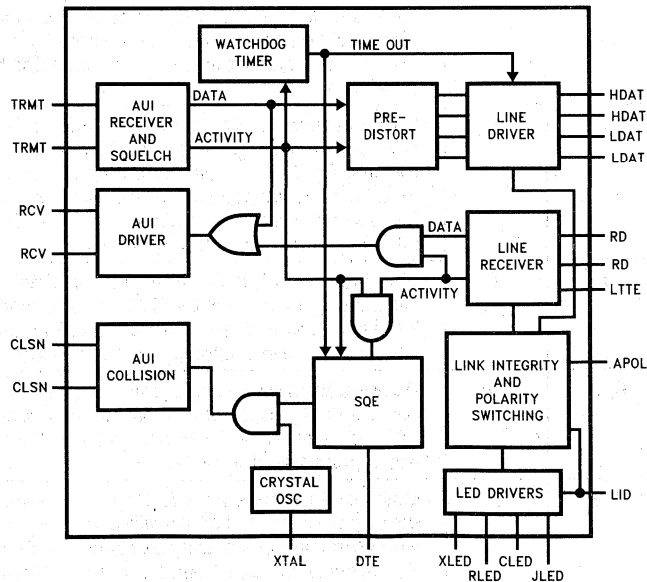 WATCHDOG
TIMER
TIME OUT
TRMT
TRMT
AUI
RECEIVER
AND
SQUELCH
DATA
ACTIVITY
PRE-
DISTORT
LINE
DRIVER
HDAT
HDAT
LDAT
LDAT
RCV
RCV
AUI
DRIVER
DATA
ACTIVITY
LINE
RECEIVER
RD
RD
LTTE
CLSN
CLSN
AUI
COLLISION
SQE
LINK INTEGRITY
AND
POLARITY
SWITCHING
APOL
CRYSTAL
OSC
LED DRIVERS
LID
XTAL
DTE
XLED
RLED
CLED
JLED